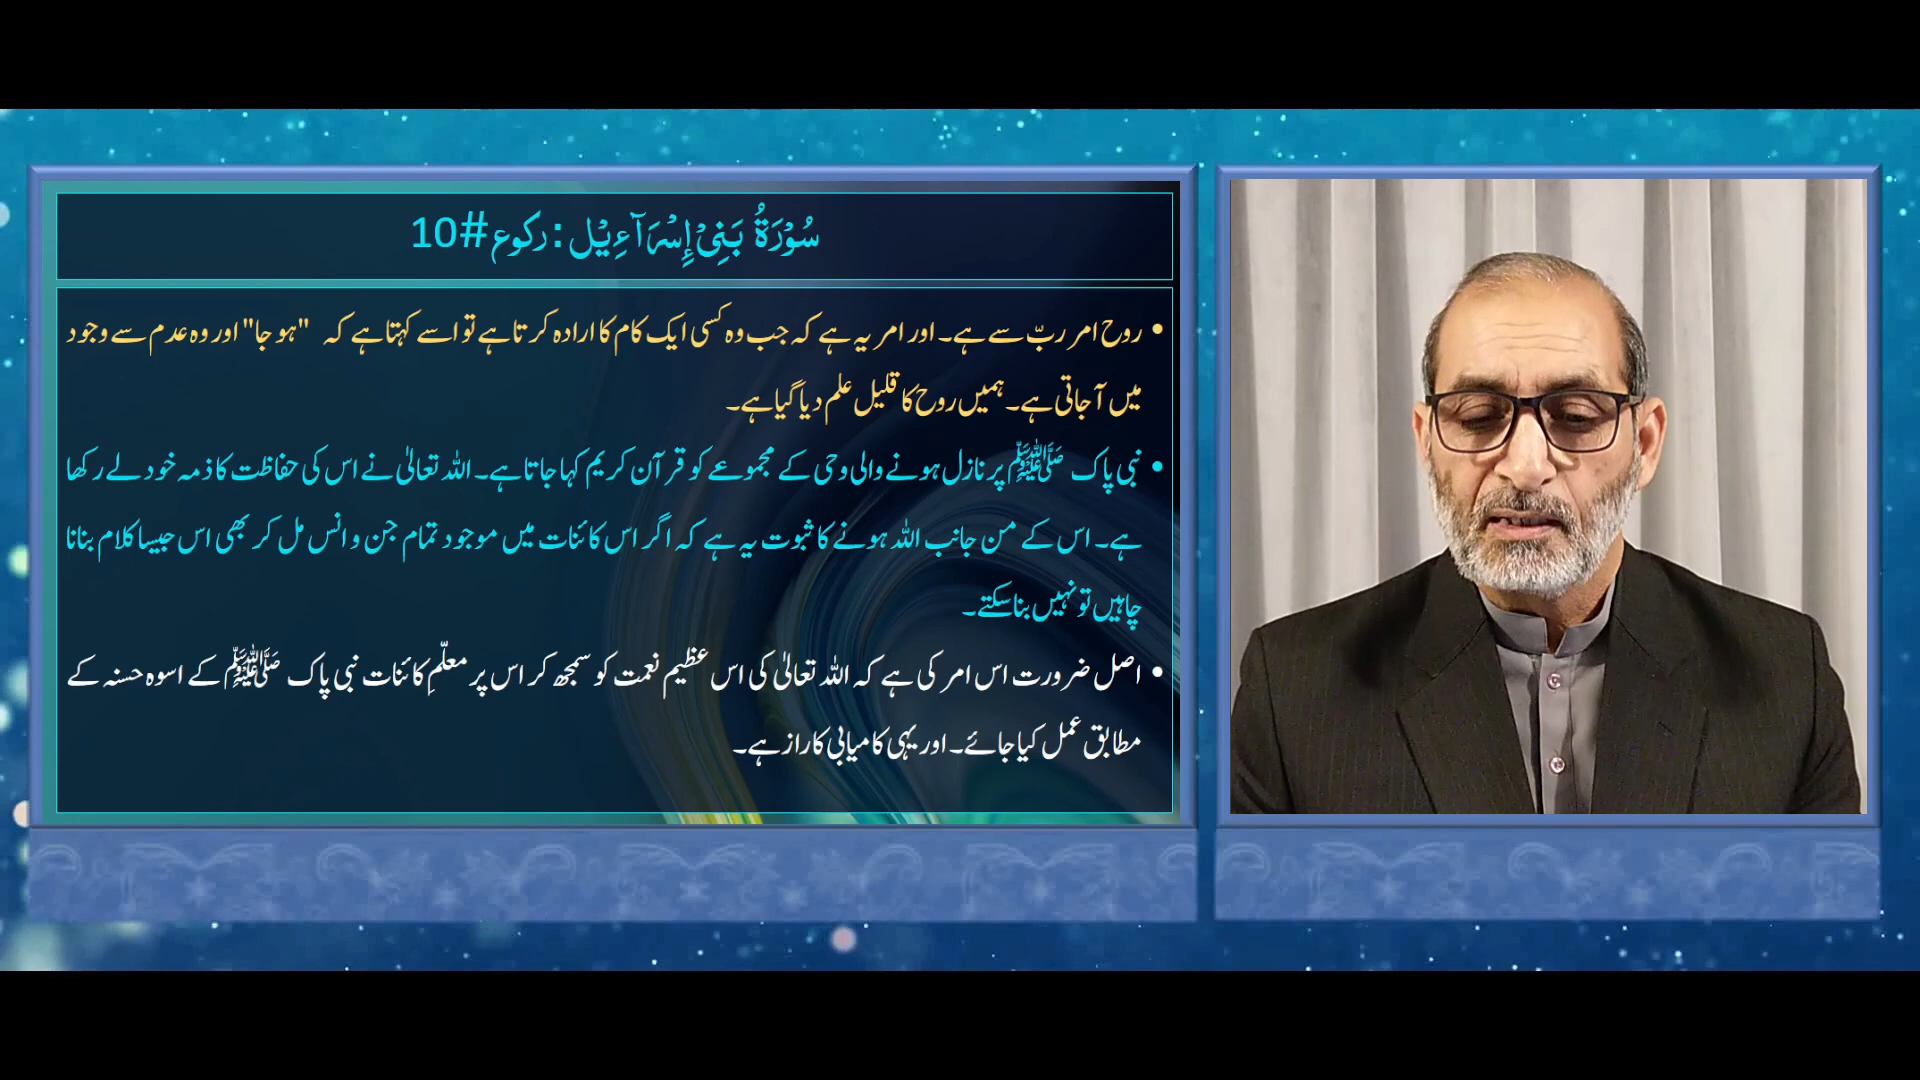 سُوْرَةُ بَنِیْۤ إِسْرَآءِیْل : رکوع#10
• روح امر ربّ سے ہے۔ اور امر یہ ہے کہ جب وہ کسی ایک کام کا ارادہ کرتا ہے تو اسے کہتا ہے کہ "ہو جا" اور وہ عدم سے وجود
میں آجاتی ہے۔ ہمیں روح کا قلیل علم دیا گیا ہے۔
• نبی پاک ﷺ پر نازل ہونے والی وحی کے مجموعے کو قرآن کریم کہا جاتا ہے۔ اللہ تعالیٰ نے اس کی حفاظت کا ذمہ خود لے رکھا
ہے۔ اس کے من جانب اللہ ہونے کا ثبوت یہ ہے کہ اگر اس کائنات میں موجود تمام جن و انس مل کر بھی اس جیسا کلام بنانا
چاہیں تو نہیں بنا سکتے۔
• اصل ضرورت اس امر کی ہے کہ اللہ تعالیٰ کی اس عظیم نعمت کو سمجھ کر اس پر معلّمِ کائنات نبی پاک ﷺ کے اسوہ حسنہ کے
مطابق عمل کیا جائے۔ اور یہی کامیابی کا راز ہے۔